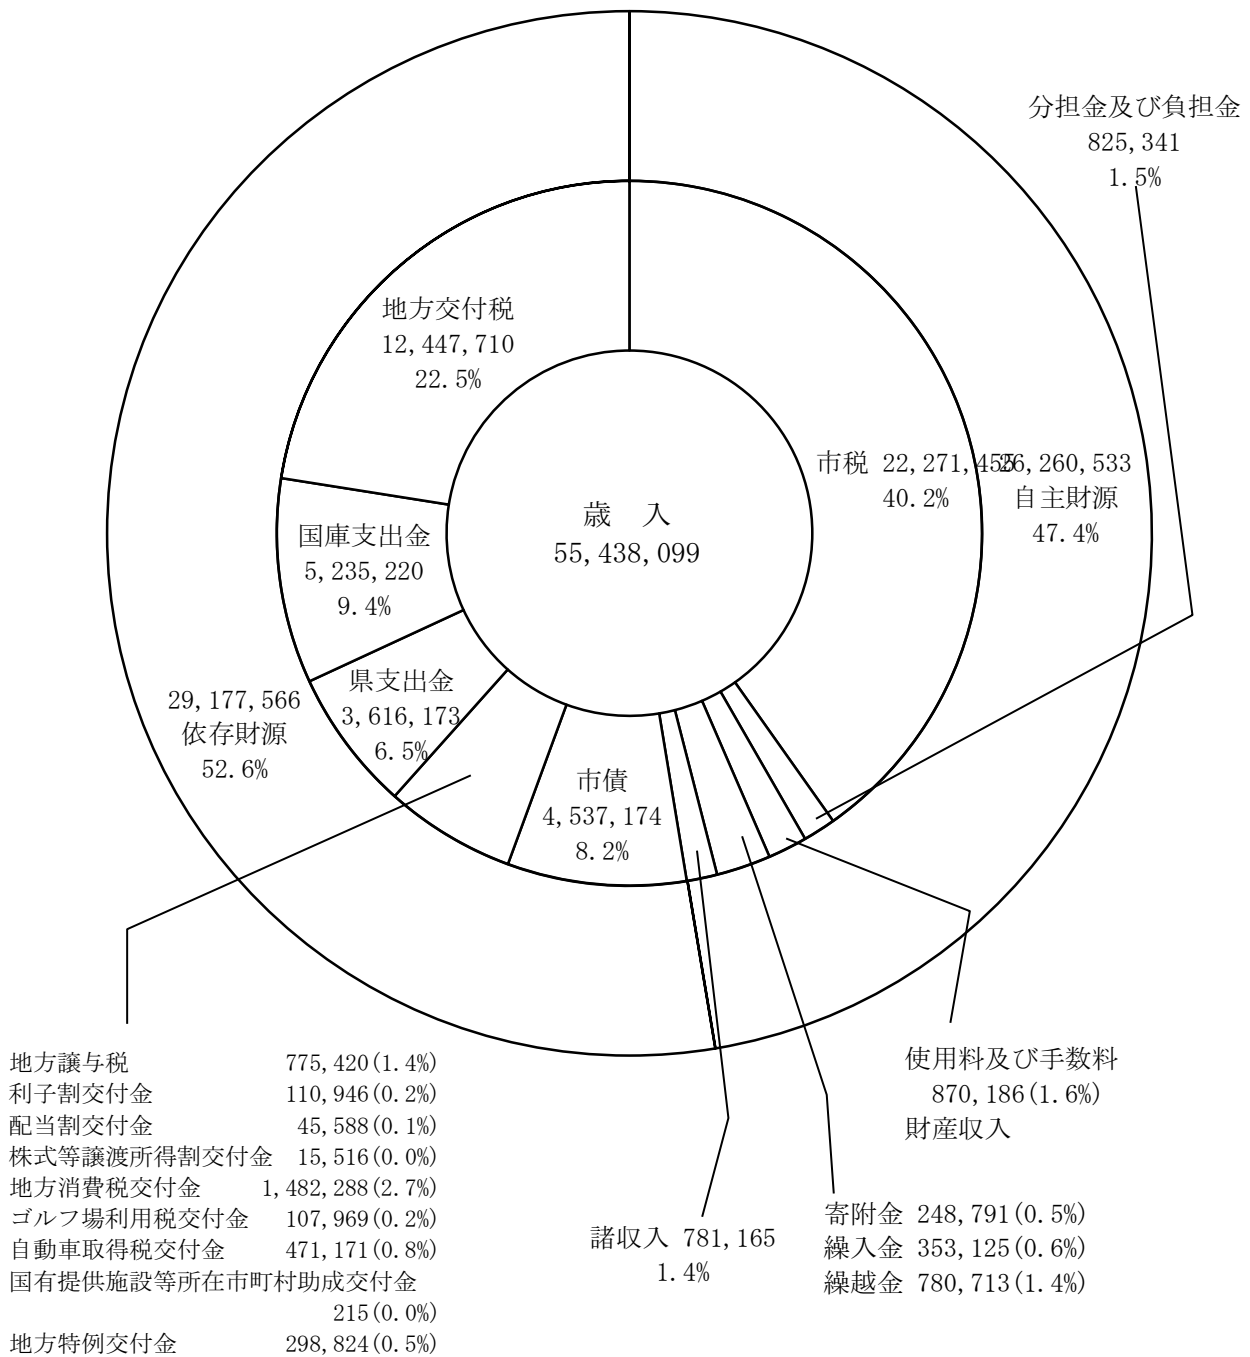 分担金及び負担金
825,341
1.5%
地方交付税
12,447,710
22.5%
市税 22,271,455
40.2%
26,260,533
自主財源
47.4%
歳　入
55,438,099
国庫支出金
5,235,220
9.4%
県支出金
3,616,173
6.5%
29,177,566
依存財源
52.6%
市債
4,537,174
8.2%
地方譲与税 775,420(1.4%)
利子割交付金 110,946(0.2%)
配当割交付金 45,588(0.1%)
株式等譲渡所得割交付金 15,516(0.0%)
地方消費税交付金 1,482,288(2.7%)
ゴルフ場利用税交付金 107,969(0.2%)
自動車取得税交付金 471,171(0.8%)
国有提供施設等所在市町村助成交付金
215(0.0%)
地方特例交付金 298,824(0.5%)
諸収入 781,165
1.4%
使用料及び手数料
870,186(1.6%)
財産収入
寄附金 248,791(0.5%)
繰入金 353,125(0.6%)
繰越金 780,713(1.4%)